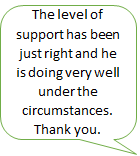 The level of
support has been
just right and he
is doing very well
under the
circumstances.
Thank you.